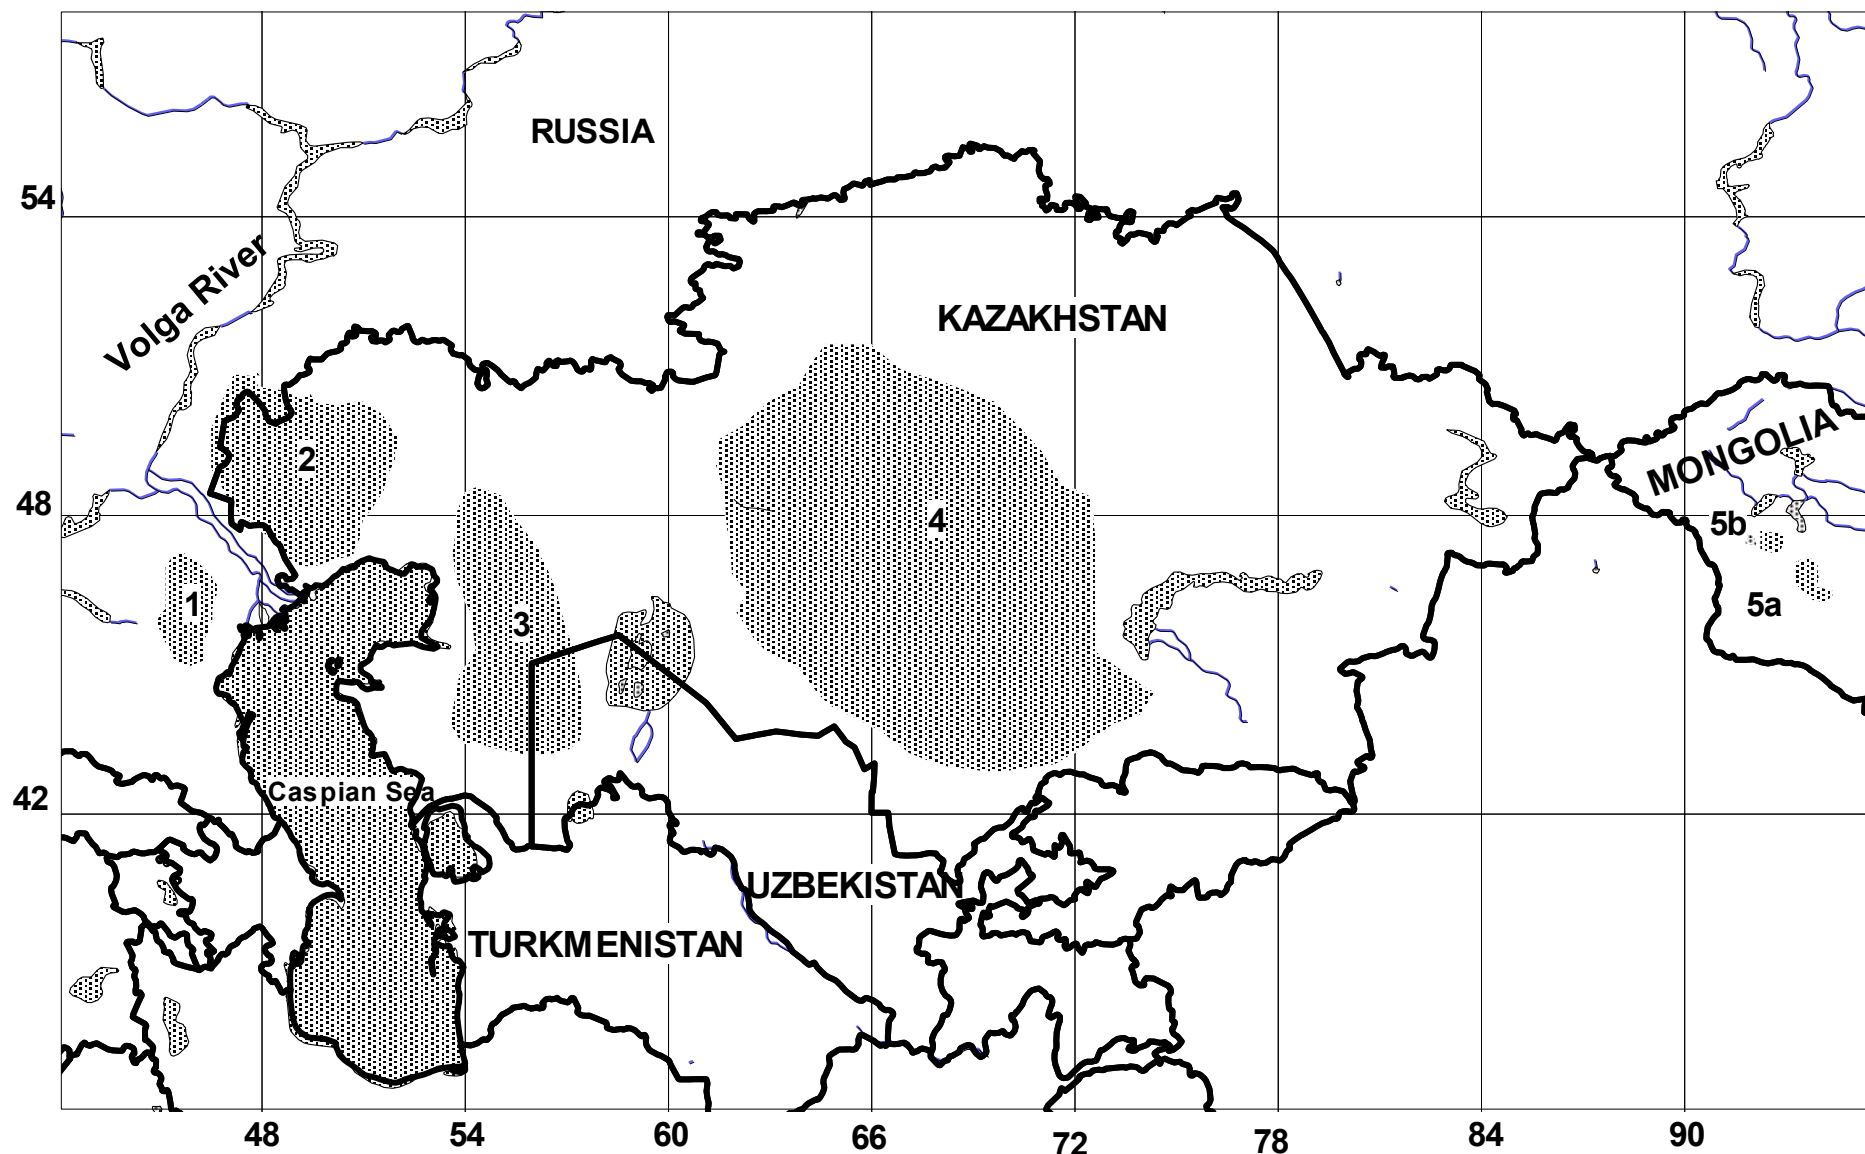 RUSSIA
54
Volga River
KAZAKHSTAN
MONGOLIA
2
48
4
5b
1
3
5a
Caspian Sea
42
UZBEKISTAN
TURKMENISTAN
48
54
60
66
72
78
84
90